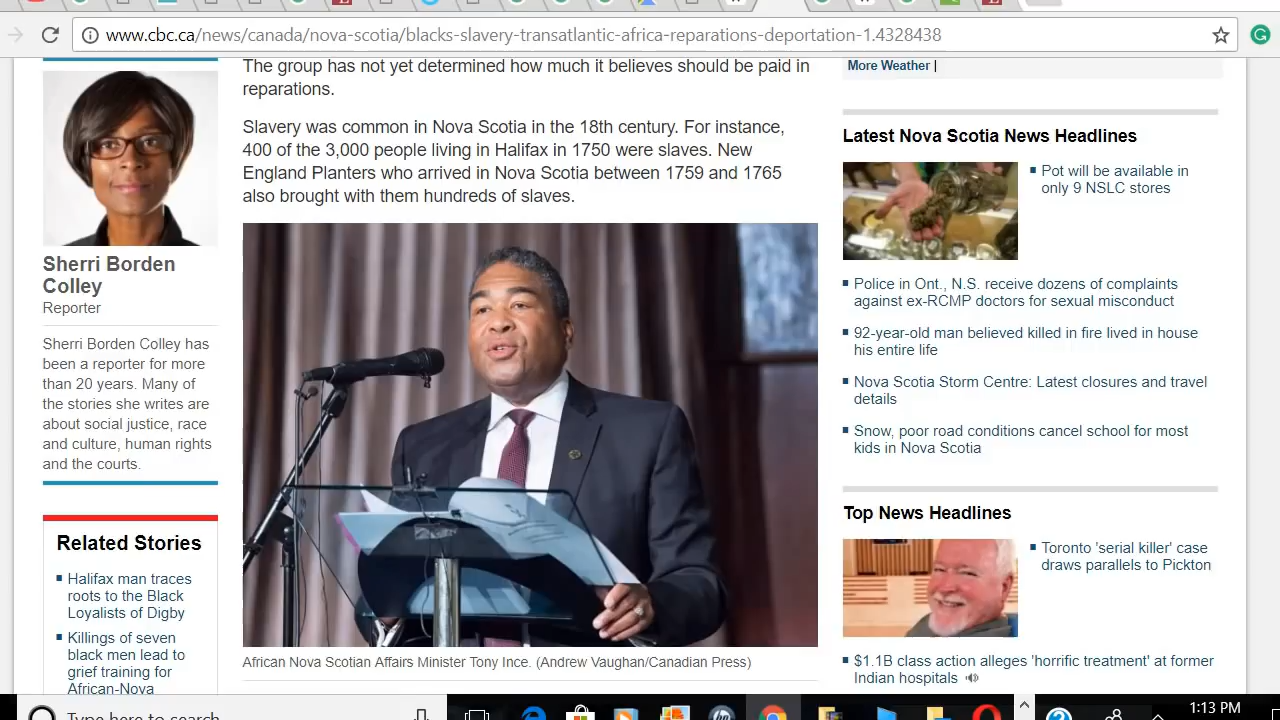 www.cbc.ca/news/canada/nova-scotia/blacks-slavery-transatlantic-africa-reparations-deportation-1.4328438
Sherri Borden
Colley
Reporter
Sherri Borden Colley has
been a reporter for more
than 20 years. Many of
the stories she writes are
about social justice, race
and culture, human rights
and the courts.
Related Stories
Halifax man traces
roots to the Black
Loyalists of Digby
Killings of seven
black men lead to
grief training for
African-Nova
The group has not yet determined how much it believes should be paid in
reparations.
Slavery was common in Nova Scotia in the 18th century. For instance,
400 of the 3,000 people living in Halifax in 1750 were slaves. New
England Planters who arrived in Nova Scotia between 1759 and 1765
also brought with them hundreds of slaves.
African Nova Scotian Affairs Minister Tony Ince. (Andrew Vaughan/Canadian Press)
More Weather |
Latest Nova Scotia News Headlines
Pot will be available in
only 9 NSLC stores
Police in Ont., N.S. receive dozens of complaints
against ex-RCMP doctors for sexual misconduct
92-year-old man believed killed in fire lived in house
his entire life
Nova Scotia Storm Centre: Latest closures and travel
details
Snow, poor road conditions cancel school for most
kids in Nova Scotia
Top News Headlines
Toronto 'serial killer' case
draws parallels to Pickton
$1.1B class action alleges 'horrific treatment' at former
Indian hospitals
Type here to search
1:13 PM